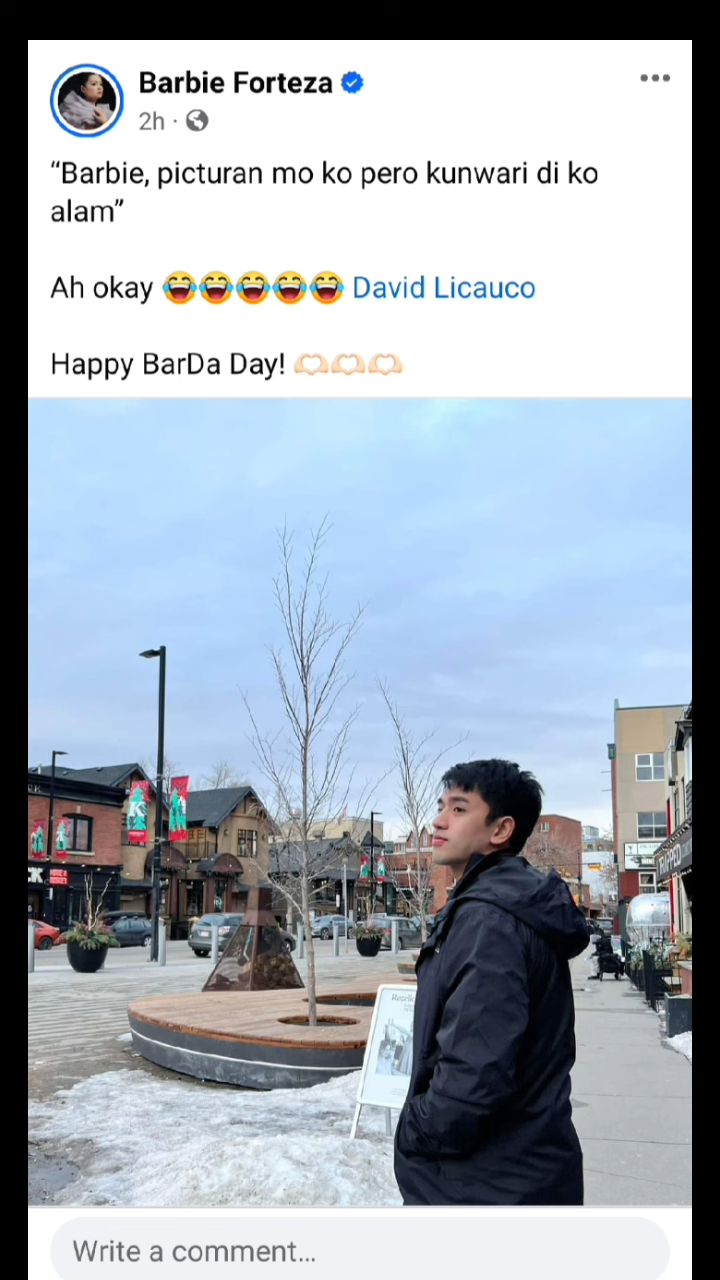 Barbie Forteza
2h ·
“Barbie, picturan mo ko pero kunwari di ko
alam”
Ah okay 😂😂😂😂😂 David Licauco
Happy BarDa Day! 🫶🏻🫶🏻🫶🏻
K
RIPPED
Write a comment...